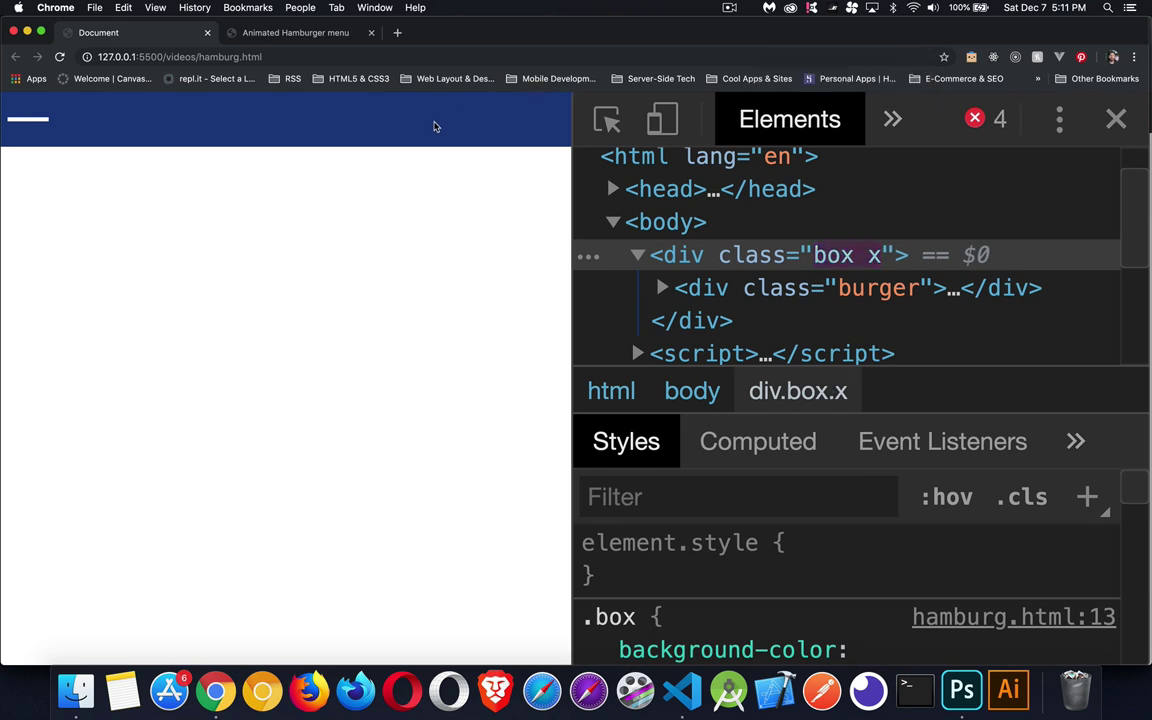 Chrome File Edit View History Bookmarks People Tab Window Help 100% Sat Dec 7 5:11 PM
Document × Animated Hamburger menu × +
127.0.0.1:5500/videos/hamburg.html
Apps Welcome | Canvas... repl.it - Select a L... RSS HTML5 & CSS3 Web Layout & Des... Mobile Developm... Server-Side Tech Cool Apps & Sites Personal Apps | H... E-Commerce & SEO » Other Bookmarks
Elements » 4
<html lang="en">
<head>…</head>
<body>
<div class="box x"> == $0
<div class="burger">…</div>
</div>
<script>…</script>
html body div.box.x
Styles Computed Event Listeners »
Filter :hov .cls +
element.style {
}
.box { hamburg.html:13
background-color:
6 >_ Ps Ai